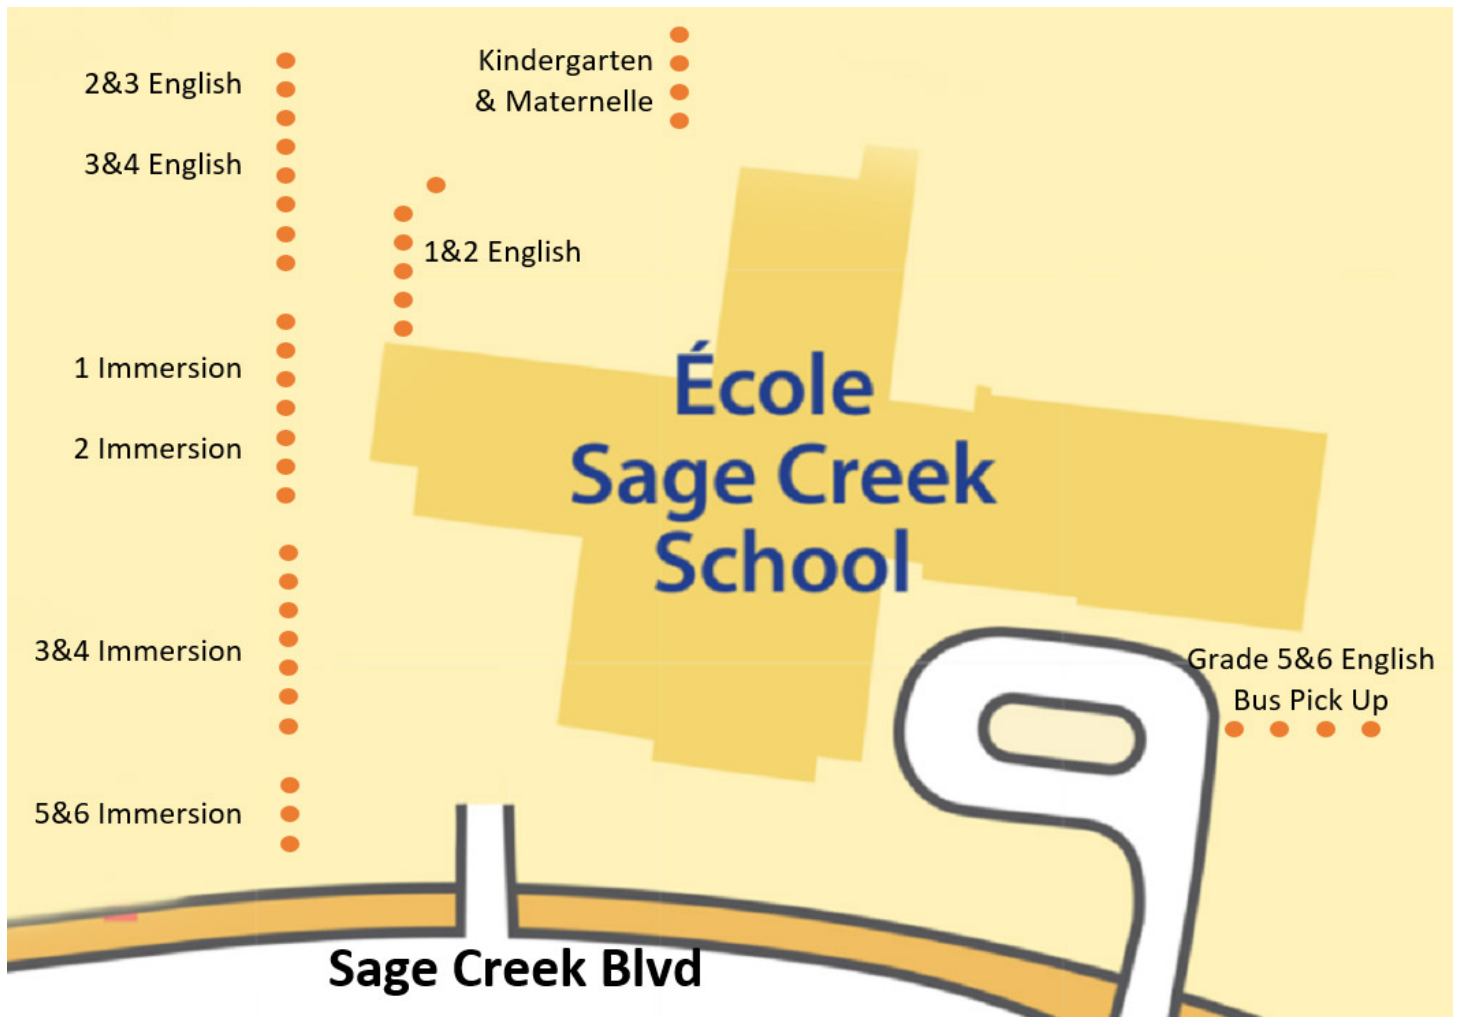 Kindergarten
& Maternelle
2&3 English
3&4 English
1&2 English
1 Immersion
2 Immersion
École
Sage Creek
School
3&4 Immersion
Grade 5&6 English
Bus Pick Up
5&6 Immersion
Sage Creek Blvd